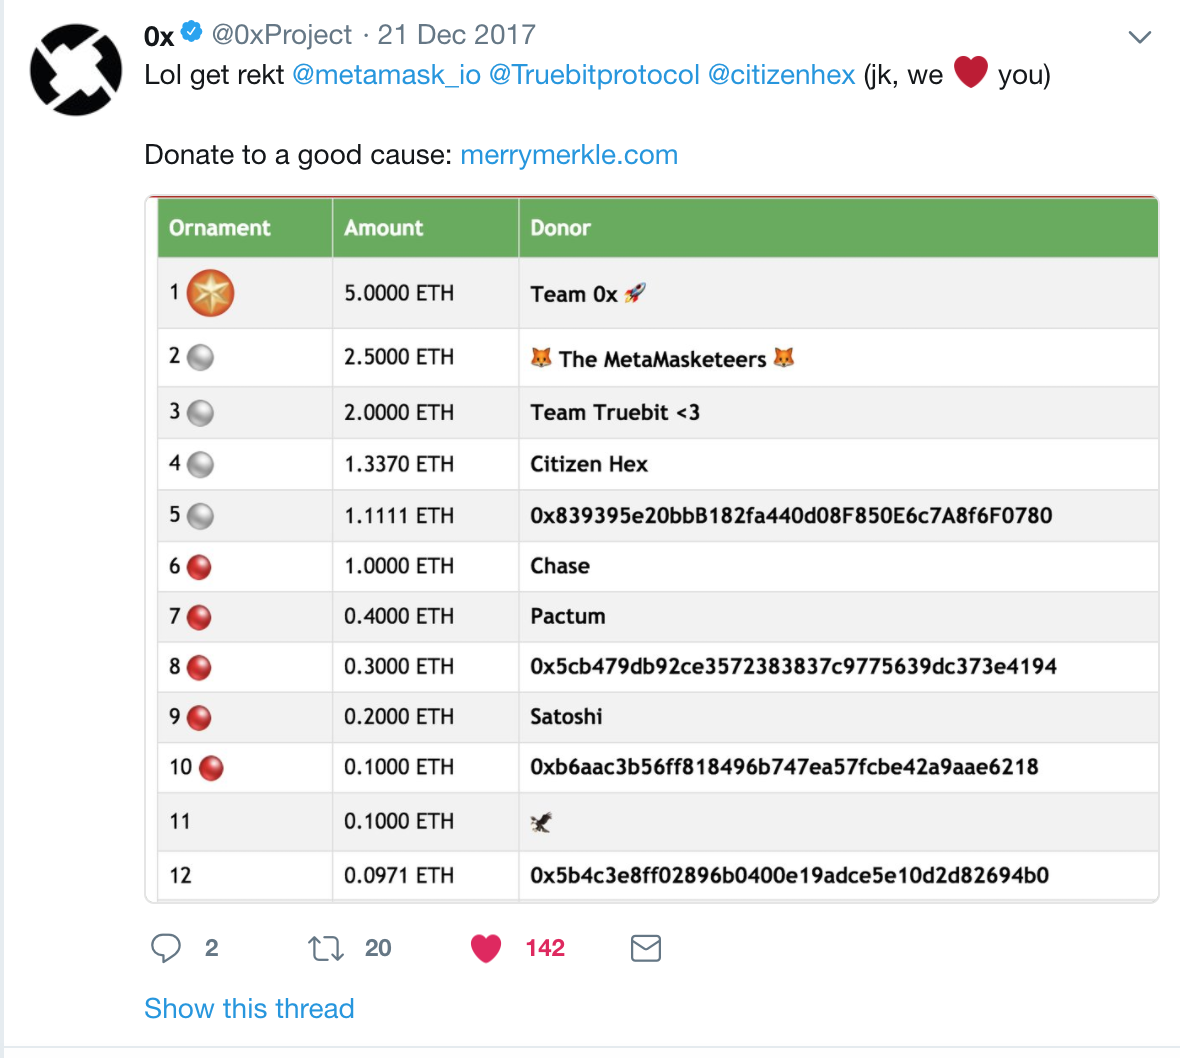 0x @0xProject · 21 Dec 2017
Lol get rekt @metamask_io @Truebitprotocol @citizenhex (jk, we ❤️ you)
Donate to a good cause: merrymerkle.com
Ornament Amount Donor
1 5.0000 ETH Team 0x 🚀
2 2.5000 ETH 🦊 The MetaMasketeers 🦊
3 2.0000 ETH Team Truebit <3
4 1.3370 ETH Citizen Hex
5 1.1111 ETH 0x839395e20bbB182fa440d08F850E6c7A8f6F0780
6 1.0000 ETH Chase
7 0.4000 ETH Pactum
8 0.3000 ETH 0x5cb479db92ce3572383837c9775639dc373e4194
9 0.2000 ETH Satoshi
10 0.1000 ETH 0xb6aac3b56ff818496b747ea57fcbe42a9aae6218
11 0.1000 ETH 🦅
12 0.0971 ETH 0x5b4c3e8ff02896b0400e19adce5e10d2d82694b0
2 20 142
Show this thread